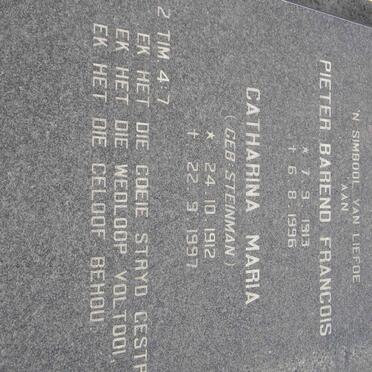 'N SIMBOOL VAN LIEFDE
AAN
PIETER BAREND FRANCOIS
* 7 . 9 . 1913
† 6 . 8 . 1996
CATHARINA MARIA
(GEB STEINMAN)
* 24 . 10 . 1912
† 22 . 9 . 1997
2 TIM 4:7
EK HET DIE GOEIE STRYD GESTR
EK HET DIE WEDLOOP VOLTOOI,
EK HET DIE GELOOF BEHOU.